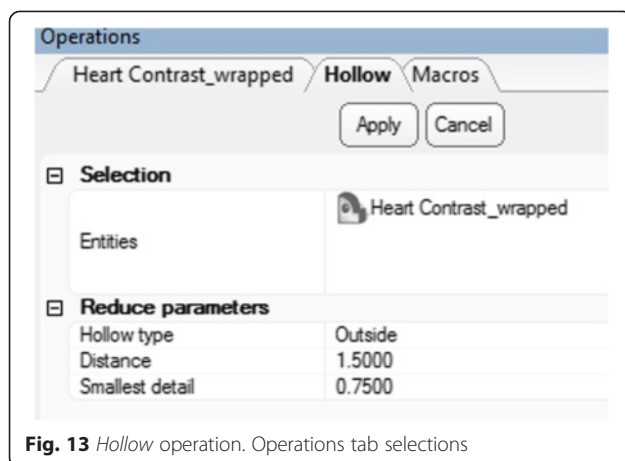 Operations
Heart Contrast_wrapped Hollow Macros
Apply Cancel
Selection
Entities Heart Contrast_wrapped
Reduce parameters
Hollow type Outside
Distance 1.5000
Smallest detail 0.7500
Fig. 13 Hollow operation. Operations tab selections